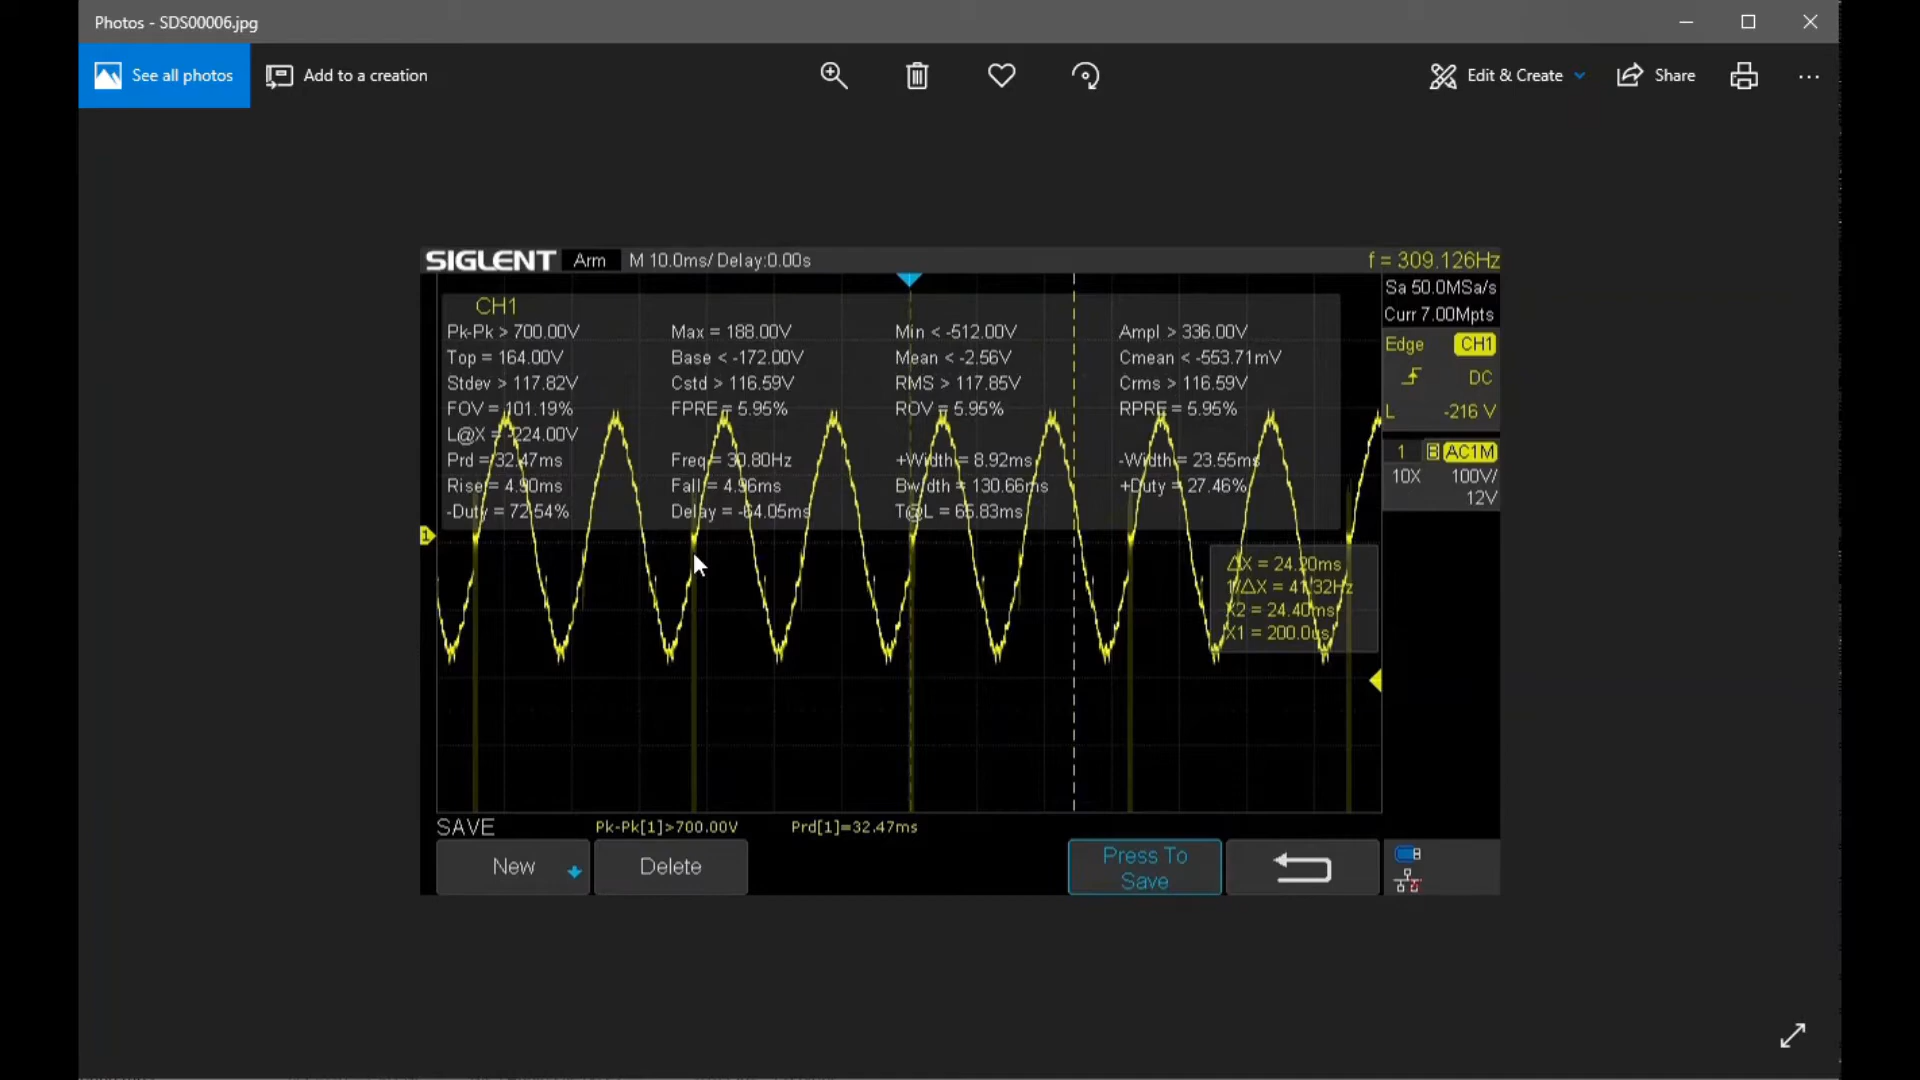 Photos - SDS00006.jpg
See all photos
Add to a creation
Edit & Create
Share
SIGLENT Arm M 10.0ms/ Delay:0.00s f = 309.126Hz
Sa 50.0MSa/s
Curr 7.00Mpts
Edge CH1
DC
L -216 V
1 B AC1M
10X 100V/
12V
CH1
Pk-Pk > 700.00V Max = 188.00V Min < -512.00V Ampl > 336.00V
Top = 164.00V Base < -172.00V Mean < -2.56V Cmean < -553.71mV
Stdev > 117.82V Cstd > 116.59V RMS > 117.85V Crms > 116.59V
FOV = 101.19% FPRE = 5.95% ROV = 5.95% RPRE = 5.95%
L@X = -224.00V
Prd = 32.47ms Freq = 30.80Hz +Width = 8.92ms -Width = 23.55ms
Rise = 4.90ms Fall = 4.96ms Bwidth = 130.66ms +Duty = 27.46%
-Duty = 72.54% Delay = -64.05ms T@L = 65.83ms
1
ΔX = 24.20ms
1/ΔX = 41.32Hz
X2 = 24.40ms
X1 = 200.0us
SAVE Pk-Pk[1]>700.00V Prd[1]=32.47ms
New Delete Press To
Save